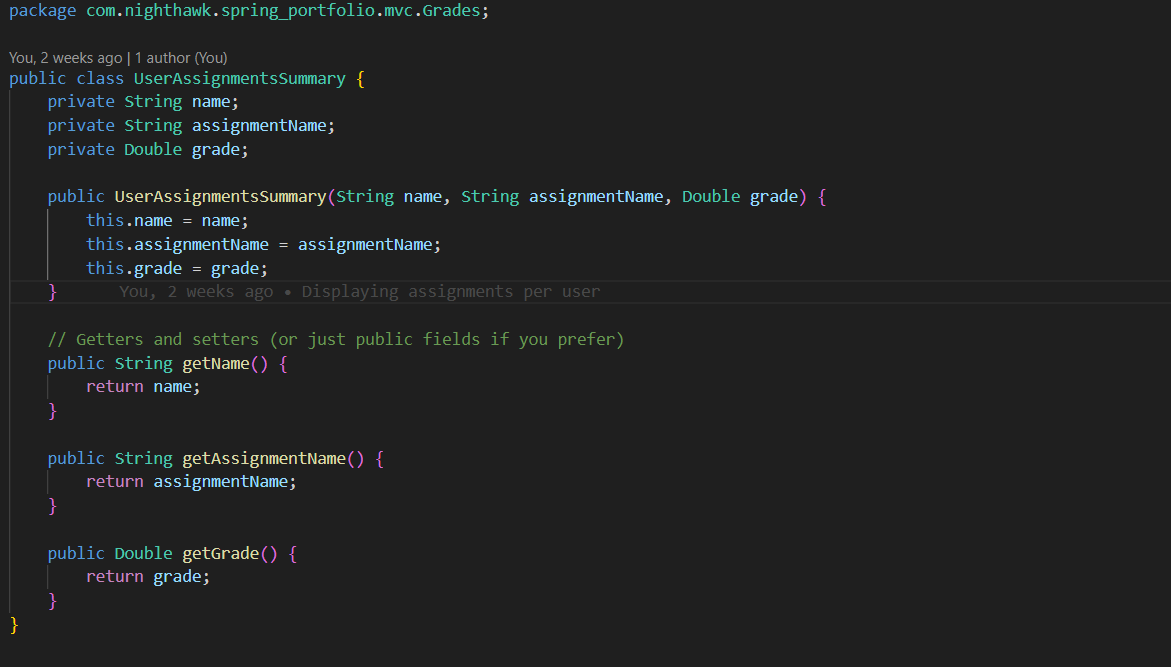 package com.nighthawk.spring_portfolio.mvc.Grades;
You, 2 weeks ago | 1 author (You)
public class UserAssignmentsSummary {
    private String name;
    private String assignmentName;
    private Double grade;
    public UserAssignmentsSummary(String name, String assignmentName, Double grade) {
        this.name = name;
        this.assignmentName = assignmentName;
        this.grade = grade;
    }      You, 2 weeks ago • Displaying assignments per user
    // Getters and setters (or just public fields if you prefer)
    public String getName() {
        return name;
    }
    public String getAssignmentName() {
        return assignmentName;
    }
    public Double getGrade() {
        return grade;
    }
}